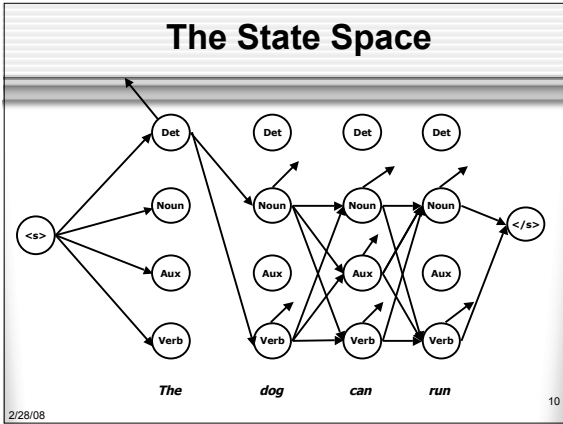 The State Space
Det Det Det Det
Noun Noun Noun Noun
<s> </s>
Aux Aux Aux Aux
Verb Verb Verb Verb
The dog can run
2/28/08 10